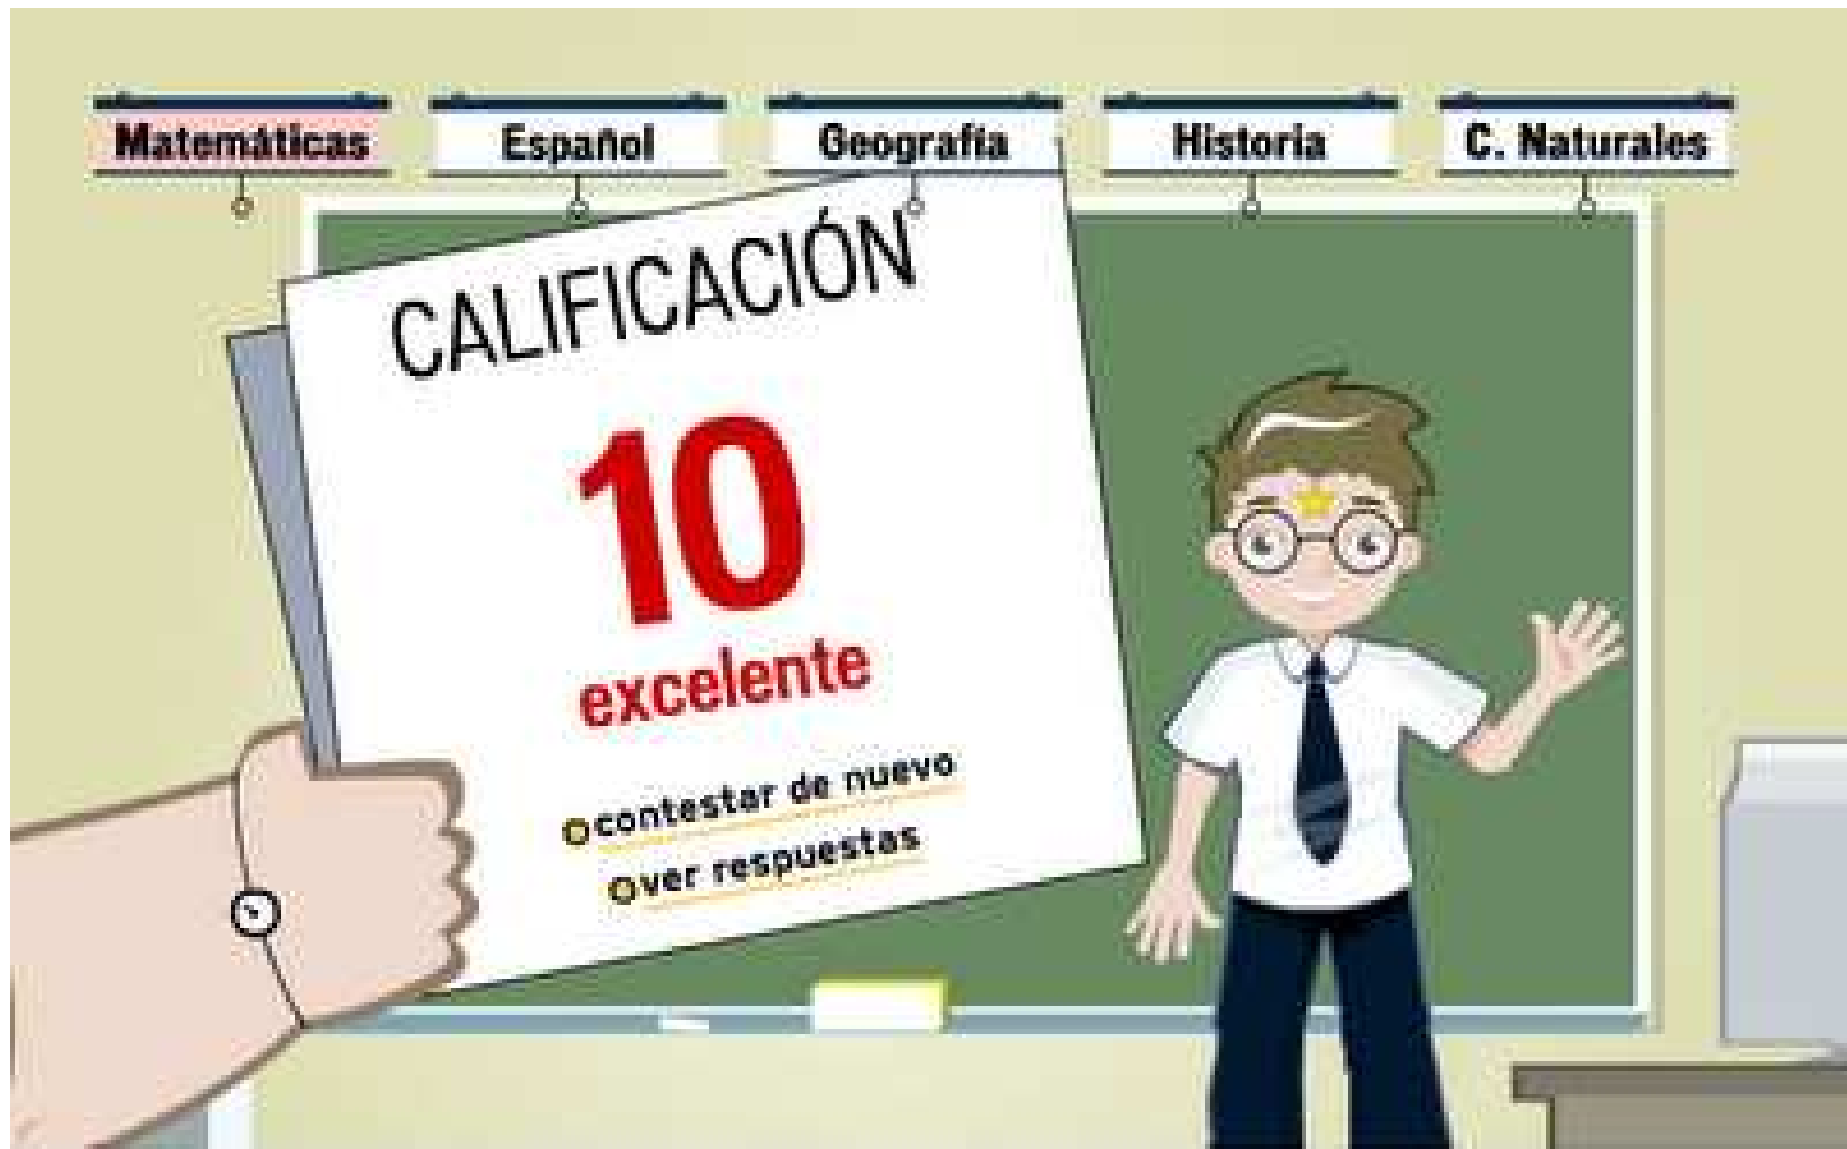 Matemáticas
Español
Geografía
Historia
C. Naturales
CALIFICACIÓN
10
excelente
contestar de nuevo
ver respuestas